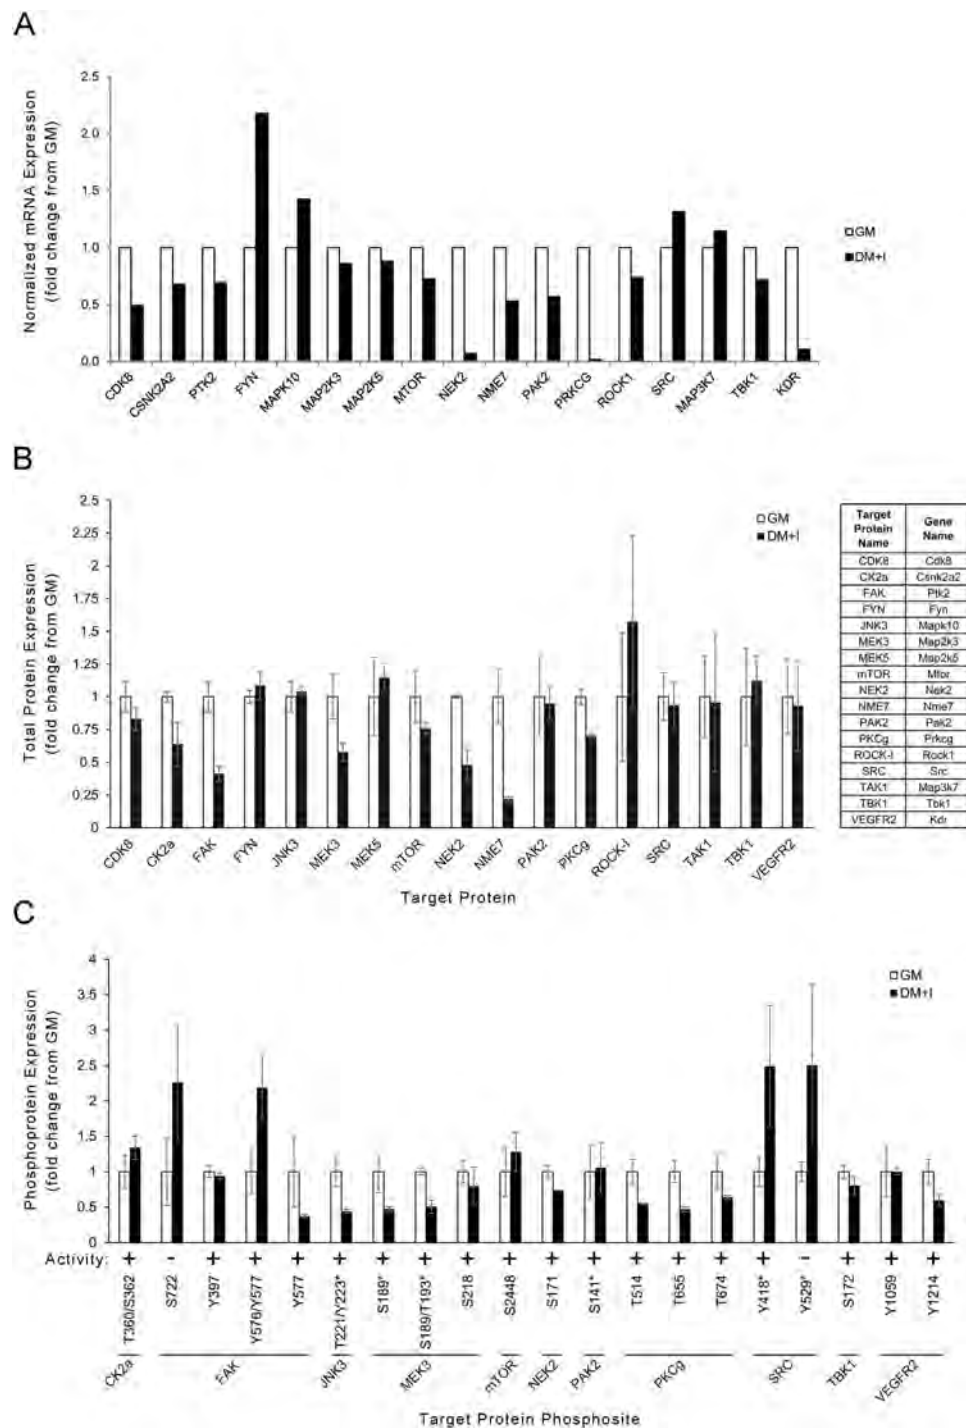 A
Normalized mRNA Expression
(fold change from GM)
2.5
2.0
1.5
1.0
0.5
0.0
GM
DM+I
CDK8
CSNK2A2
PTK2
FYN
MAPK10
MAP2K3
MAP2K5
MTOR
NEK2
NME7
PAK2
PRKCG
ROCK1
SRC
MAP3K7
TBK1
KDR
B
Total Protein Expression
(fold change from GM)
2.5
2.25
2
1.75
1.5
1.25
1
0.75
0.5
0.25
0
GM
DM+I
CDK8
CK2a
FAK
FYN
JNK3
MEK3
MEK5
mTOR
NEK2
NME7
PAK2
PKCg
ROCK-I
SRC
TAK1
TBK1
VEGFR2
Target Protein
Target Protein Name Gene Name
CDK8 Cdk8
CK2a Csnk2a2
FAK Ptk2
FYN Fyn
JNK3 Mapk10
MEK3 Map2k3
MEK5 Map2k5
mTOR Mtor
NEK2 Nek2
NME7 Nme7
PAK2 Pak2
PKCg Prkcg
ROCK-I Rock1
SRC Src
TAK1 Map3k7
TBK1 Tbk1
VEGFR2 Kdr
C
Phosphoprotein Expression
(fold change from GM)
4
3.5
3
2.5
2
1.5
1
0.5
0
GM
DM+I
Activity: + - + + + + + + + + + + + + + + - + + +
T360/S362
S722
Y397
Y576/Y577
Y577
T221/Y223*
S189*
S189/T193*
S218
S2448
S171
S141*
T514
T655
T674
Y418*
Y529*
S172
Y1059
Y1214
CK2a
FAK
JNK3
MEK3
mTOR
NEK2
PAK2
PKCg
SRC
TBK1
VEGFR2
Target Protein Phosphosite